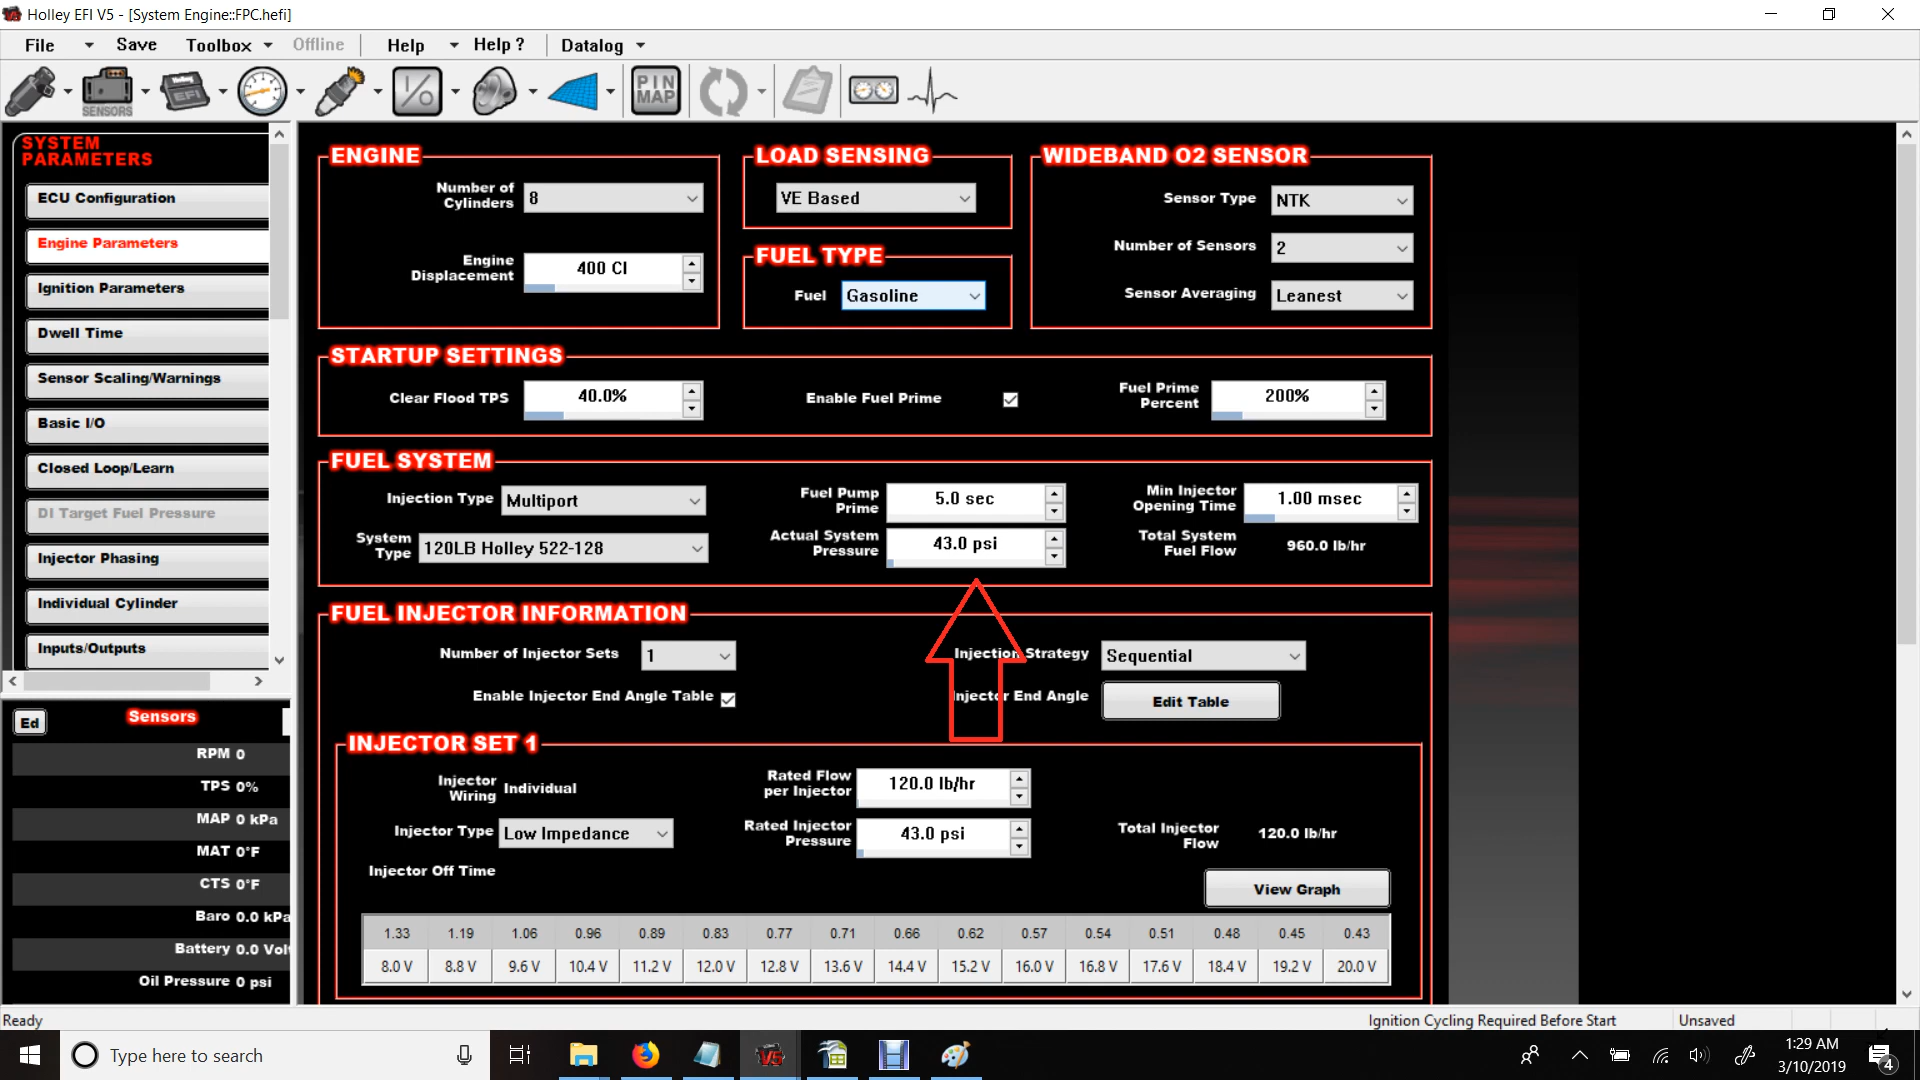 Holley EFI V5 - [System Engine::FPC.hefi]
File Save Toolbox Offline Help Help ? Datalog
SENSORS
Holley EFI
I/O
PIN MAP
SYSTEM
PARAMETERS
ECU Configuration
Engine Parameters
Ignition Parameters
Dwell Time
Sensor Scaling/Warnings
Basic I/O
Closed Loop/Learn
DI Target Fuel Pressure
Injector Phasing
Individual Cylinder
Inputs/Outputs
Ed Sensors
RPM 0
TPS 0%
MAP 0 kPa
MAT 0°F
CTS 0°F
Baro 0.0 kPa
Battery 0.0 Vol
Oil Pressure 0 psi
ENGINE
Number of
Cylinders 8
Engine
Displacement 400 CI
LOAD SENSING
VE Based
FUEL TYPE
Fuel Gasoline
WIDEBAND O2 SENSOR
Sensor Type NTK
Number of Sensors 2
Sensor Averaging Leanest
STARTUP SETTINGS
Clear Flood TPS 40.0%
Enable Fuel Prime
Fuel Prime
Percent 200%
FUEL SYSTEM
Injection Type Multiport
System
Type 120LB Holley 522-128
Fuel Pump
Prime 5.0 sec
Actual System
Pressure 43.0 psi
Min Injector
Opening Time 1.00 msec
Total System
Fuel Flow 960.0 lb/hr
FUEL INJECTOR INFORMATION
Number of Injector Sets 1
Enable Injector End Angle Table
Injection Strategy Sequential
Injector End Angle Edit Table
INJECTOR SET 1
Injector
Wiring Individual
Injector Type Low Impedance
Injector Off Time
Rated Flow
per Injector 120.0 lb/hr
Rated Injector
Pressure 43.0 psi
Total Injector
Flow 120.0 lb/hr
View Graph
1.33 1.19 1.06 0.96 0.89 0.83 0.77 0.71 0.66 0.62 0.57 0.54 0.51 0.48 0.45 0.43
8.0 V 8.8 V 9.6 V 10.4 V 11.2 V 12.0 V 12.8 V 13.6 V 14.4 V 15.2 V 16.0 V 16.8 V 17.6 V 18.4 V 19.2 V 20.0 V
Ready Ignition Cycling Required Before Start Unsaved
Type here to search
V5
1:29 AM
3/10/2019
4